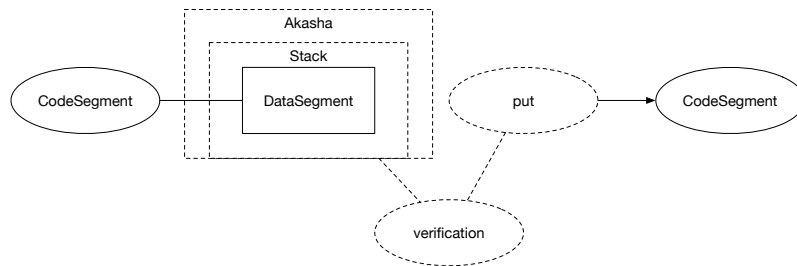 Akasha
Stack
CodeSegment
DataSegment
put
CodeSegment
verification